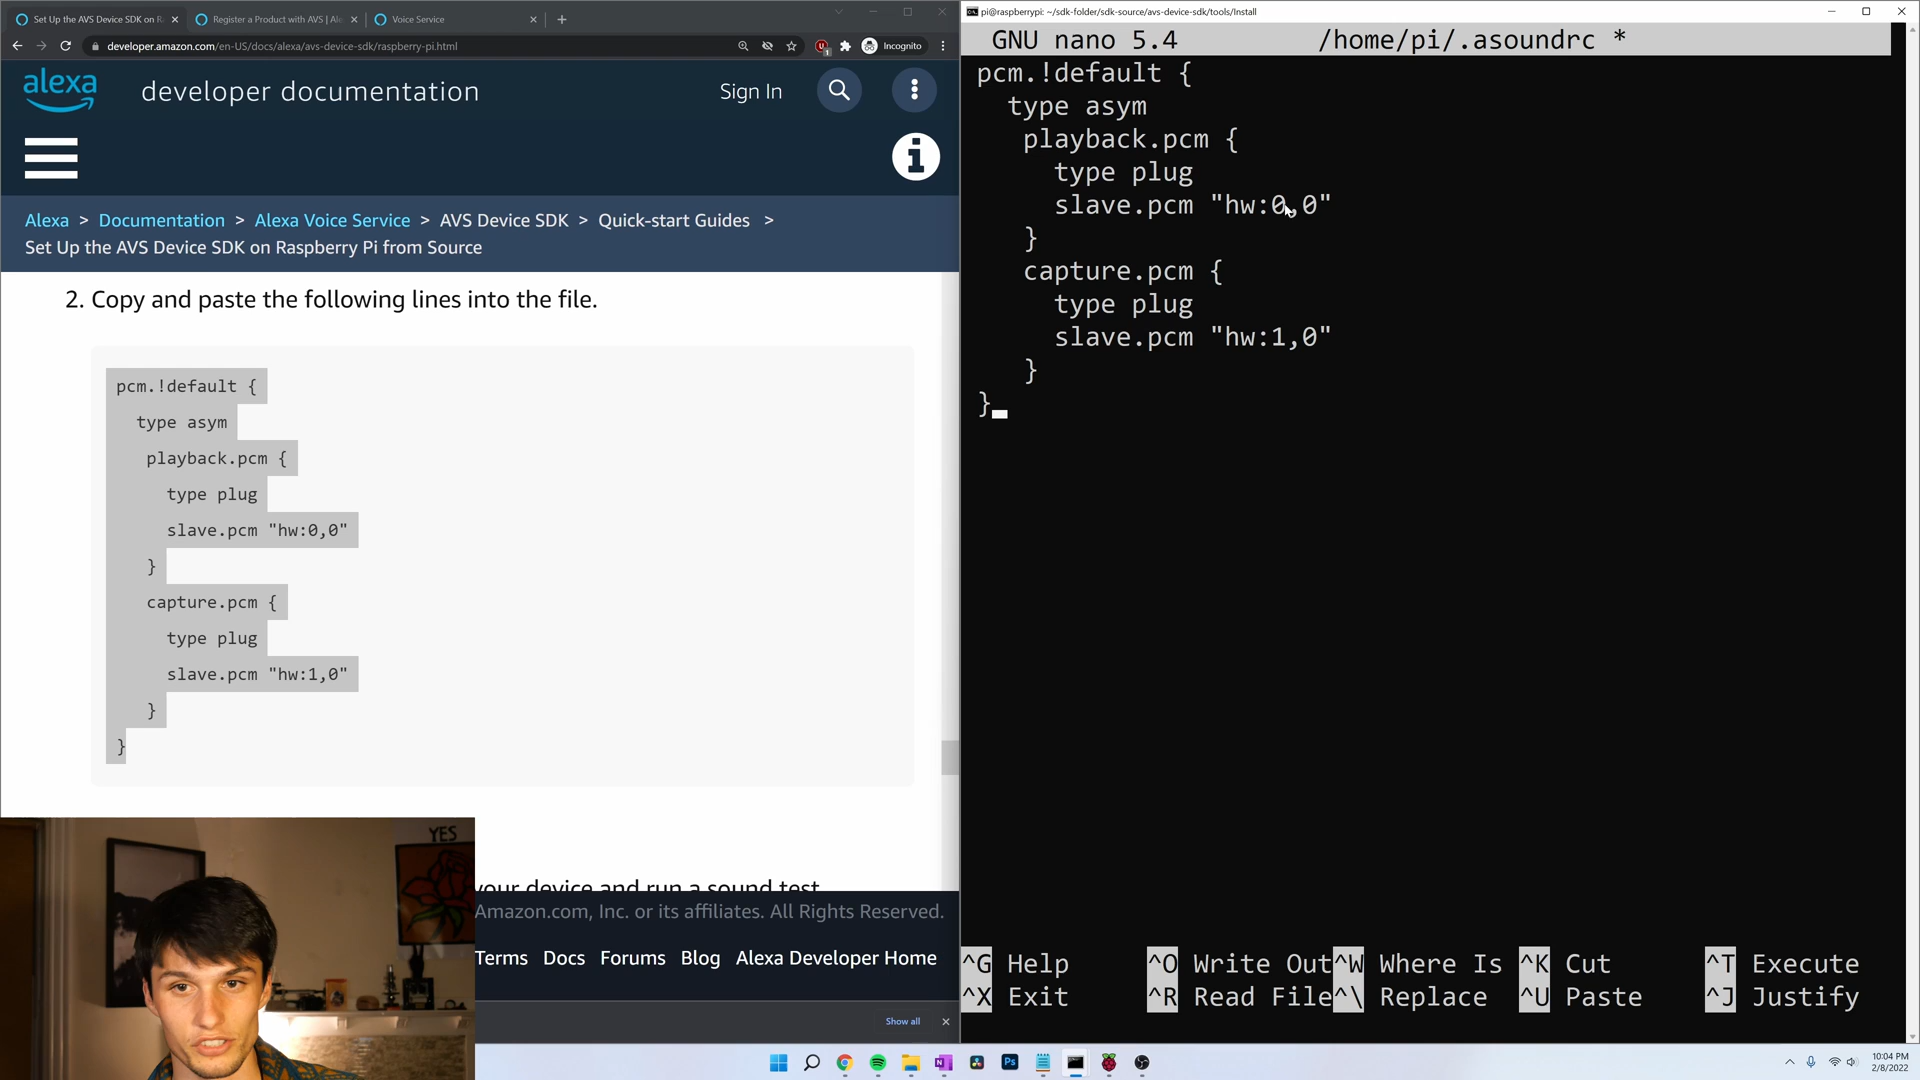 Set Up the AVS Device SDK on R
Register a Product with AVS | Ale
Voice Service
developer.amazon.com/en-US/docs/alexa/avs-device-sdk/raspberry-pi.html
Incognito
alexa
developer documentation
Sign In
Alexa > Documentation > Alexa Voice Service > AVS Device SDK > Quick-start Guides >
Set Up the AVS Device SDK on Raspberry Pi from Source
2. Copy and paste the following lines into the file.
pcm.!default {
type asym
playback.pcm {
type plug
slave.pcm "hw:0,0"
}
capture.pcm {
type plug
slave.pcm "hw:1,0"
}
}
your device and run a sound test
Amazon.com, Inc. or its affiliates. All Rights Reserved.
Terms Docs Forums Blog Alexa Developer Home
Show all
YES
pi@raspberrypi: ~/sdk-folder/sdk-source/avs-device-sdk/tools/Install
GNU nano 5.4 /home/pi/.asoundrc *
pcm.!default {
type asym
playback.pcm {
type plug
slave.pcm "hw:0,0"
}
capture.pcm {
type plug
slave.pcm "hw:1,0"
}
}
^G Help ^O Write Out ^W Where Is ^K Cut ^T Execute
^X Exit ^R Read File ^\ Replace ^U Paste ^J Justify
Ps
10:04 PM
2/8/2022